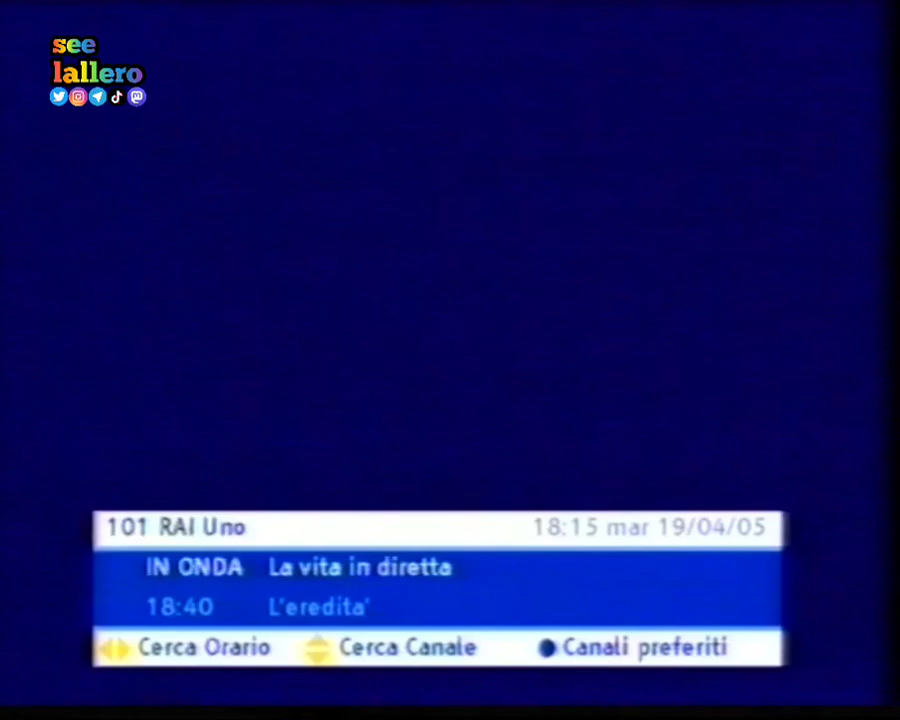 see
lallero
101 RAI Uno 18:15 mar 19/04/05
IN ONDA La vita in diretta
18:40 L'eredita'
Cerca Orario Cerca Canale Canali preferiti